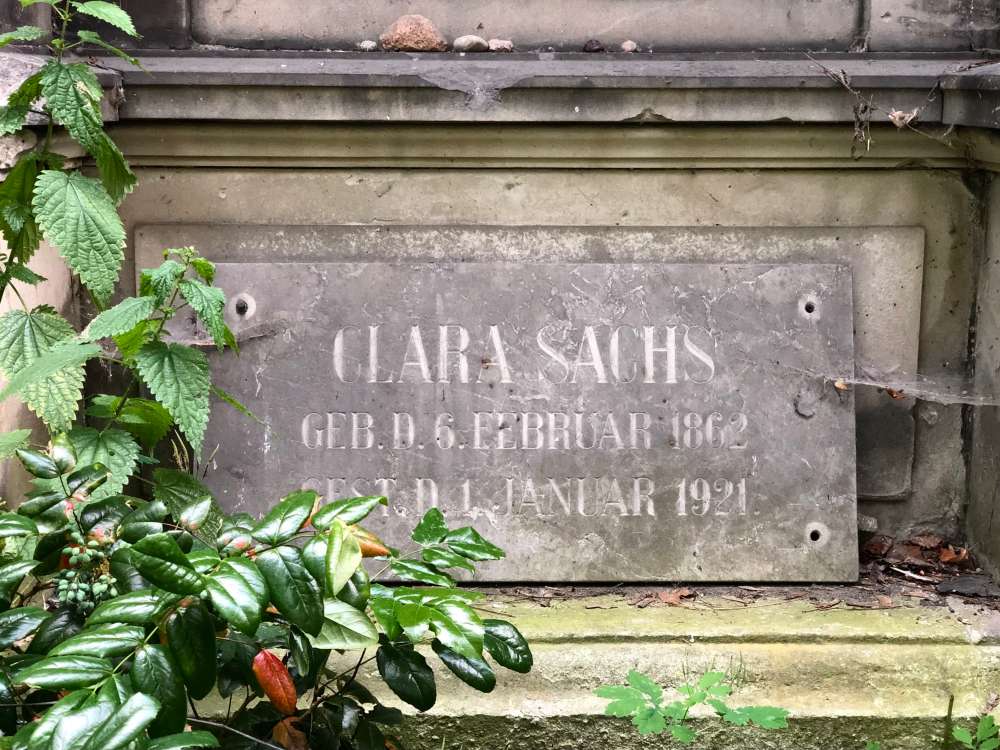 CLARA SACHS
GEB. D. 6. FEBRUAR 1862
GEST. D. 1. JANUAR 1921.